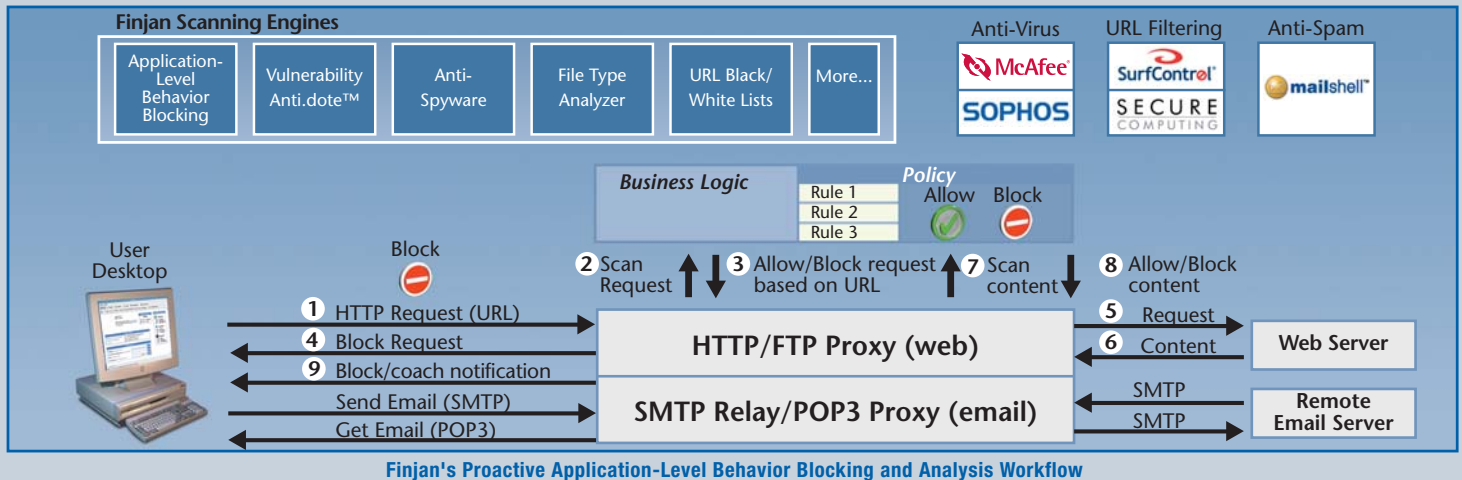 Finjan Scanning Engines
Application-
Level
Behavior
Blocking
Vulnerability
Anti.dote™
Anti-
Spyware
File Type
Analyzer
URL Black/
White Lists
More...
Anti-Virus
McAfee®
SOPHOS
URL Filtering
SurfControl®
SECURE
COMPUTING
Anti-Spam
mailshell™
Business Logic
Policy
Rule 1
Rule 2
Rule 3
Allow
Block
User
Desktop
Block
2 Scan
Request
3 Allow/Block request
based on URL
7 Scan
content
8 Allow/Block
content
1 HTTP Request (URL)
4 Block Request
9 Block/coach notification
Send Email (SMTP)
Get Email (POP3)
HTTP/FTP Proxy (web)
SMTP Relay/POP3 Proxy (email)
5 Request
6 Content
SMTP
SMTP
Web Server
Remote
Email Server
Finjan's Proactive Application-Level Behavior Blocking and Analysis Workflow